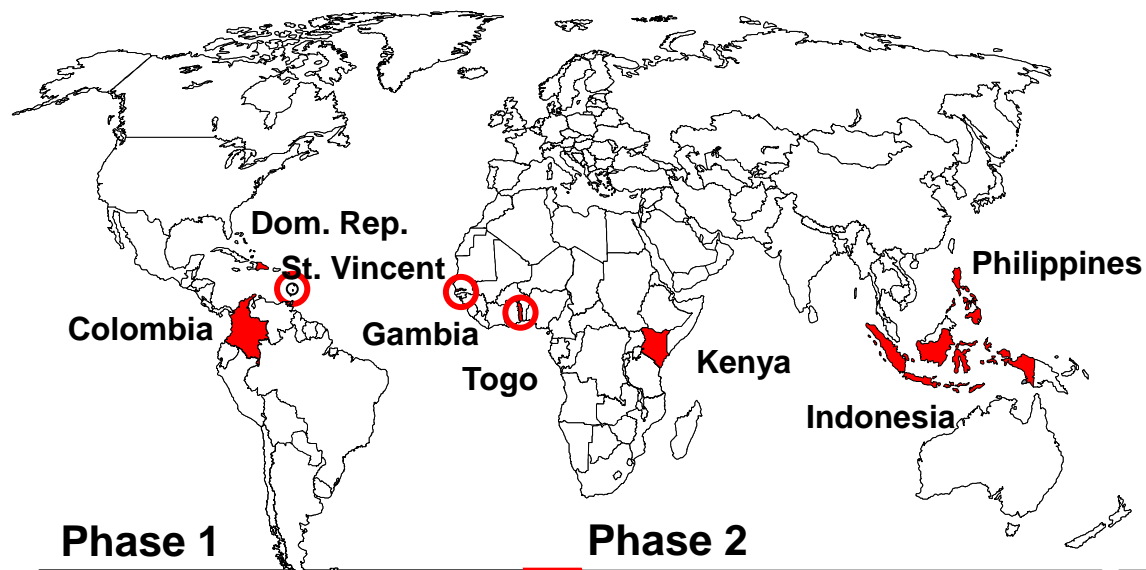 Dom. Rep.
St. Vincent
Philippines
Colombia
Gambia
Kenya
Togo
Indonesia
Phase 1
Phase 2